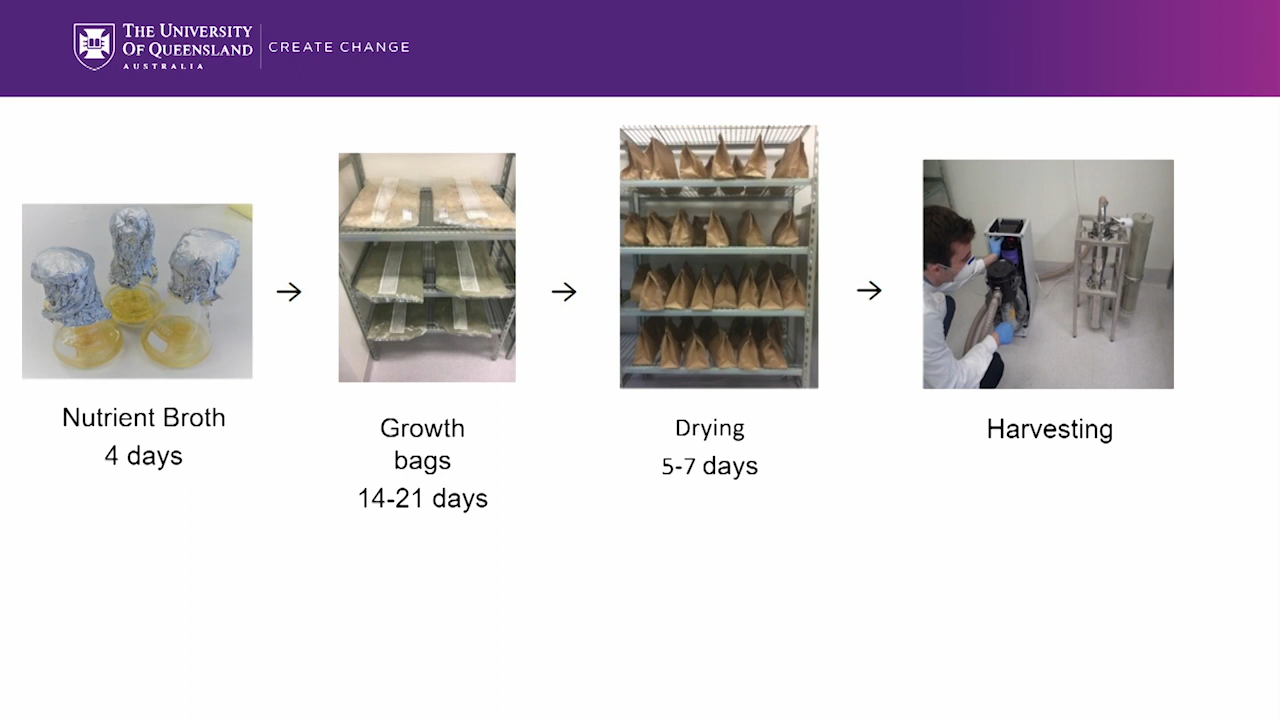 THE UNIVERSITY
OF QUEENSLAND
AUSTRALIA
CREATE CHANGE
Nutrient Broth
4 days
Growth
bags
14-21 days
Drying
5-7 days
Harvesting